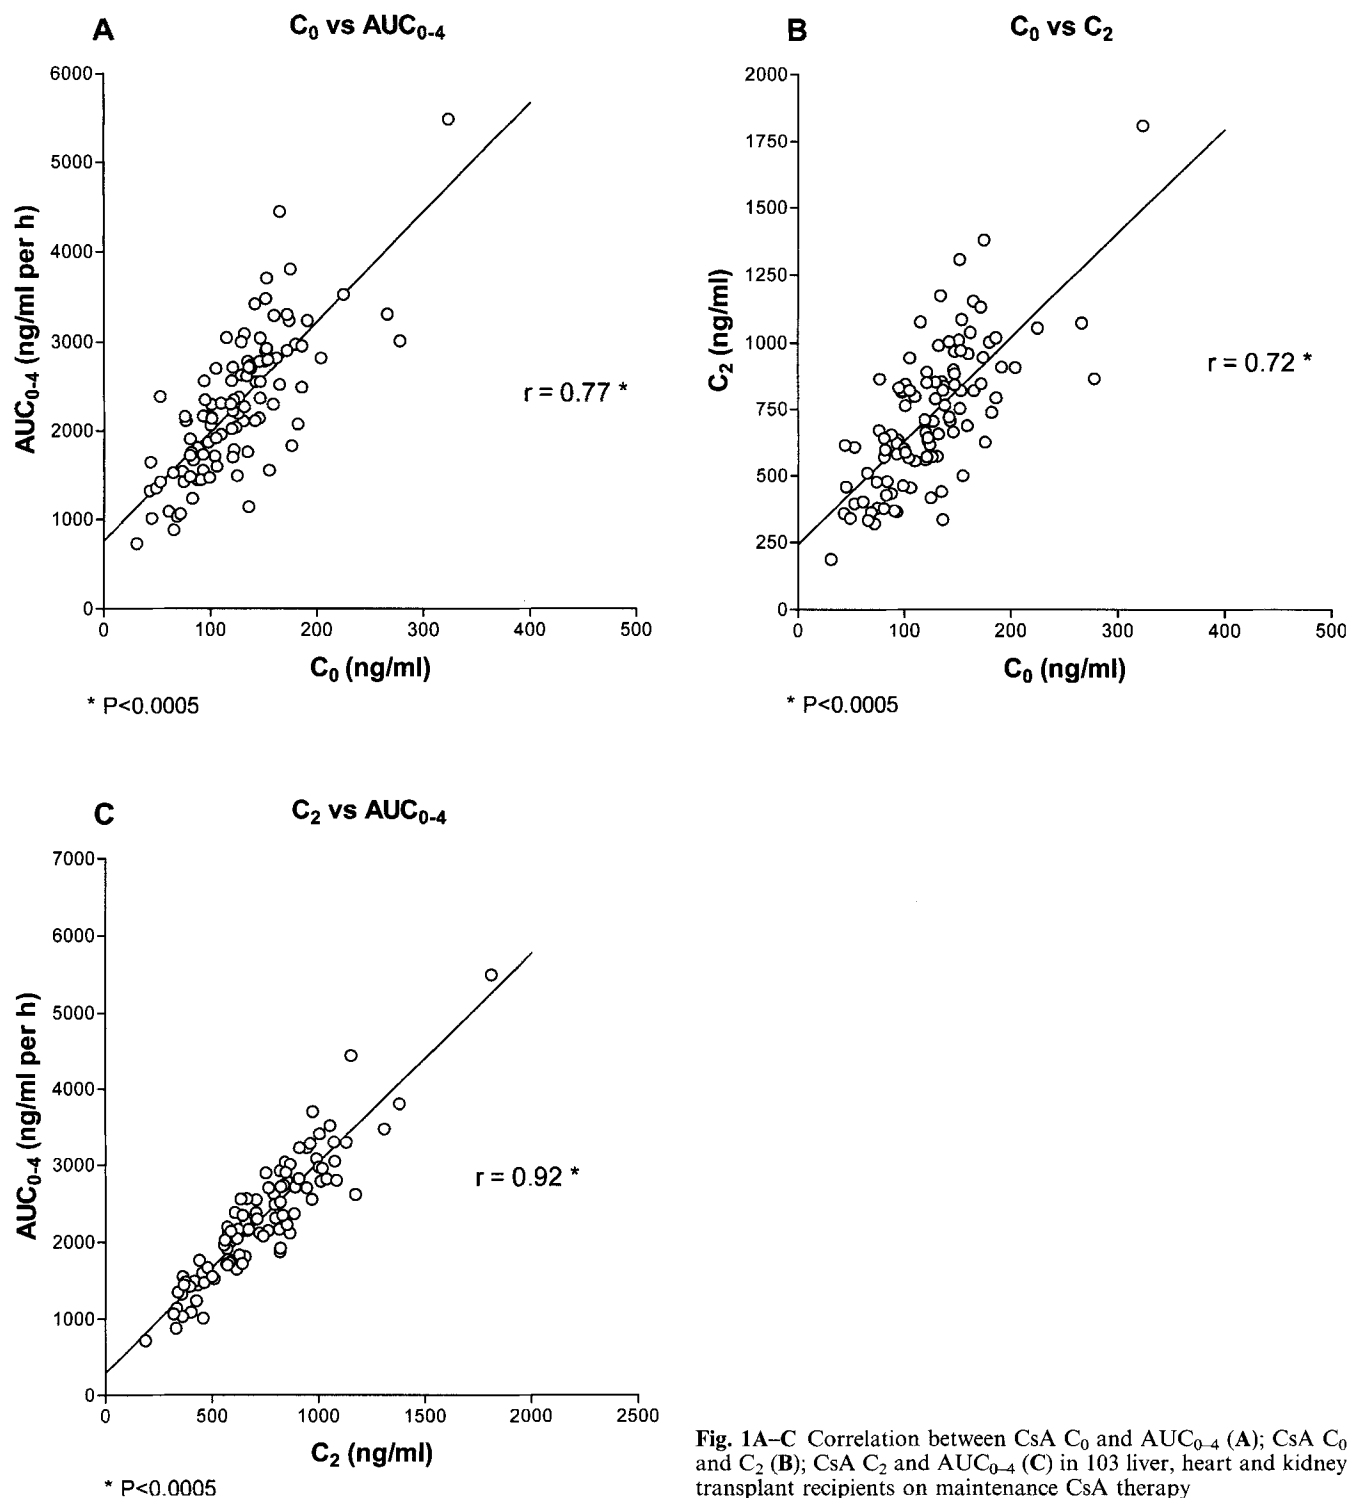 A
C0 vs AUC0-4
6000
5000
4000
3000
2000
1000
0
AUC0-4 (ng/ml per h)
r = 0.77 *
0 100 200 300 400 500
C0 (ng/ml)
* P<0.0005
B
C0 vs C2
2000
1750
1500
1250
1000
750
500
250
0
C2 (ng/ml)
r = 0.72 *
0 100 200 300 400 500
C0 (ng/ml)
* P<0.0005
C
C2 vs AUC0-4
7000
6000
5000
4000
3000
2000
1000
0
AUC0-4 (ng/ml per h)
r = 0.92 *
0 500 1000 1500 2000 2500
C2 (ng/ml)
* P<0.0005
Fig. 1A–C Correlation between CsA C0 and AUC0–4 (A); CsA C0
and C2 (B); CsA C2 and AUC0–4 (C) in 103 liver, heart and kidney
transplant recipients on maintenance CsA therapy